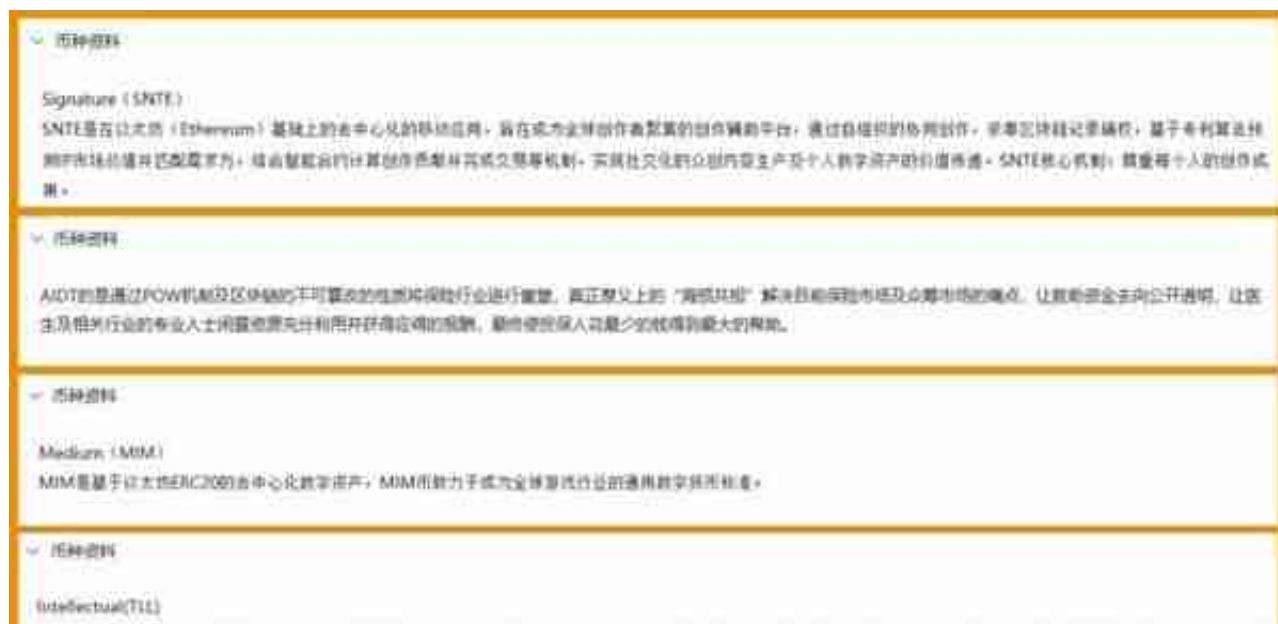 币种资料
Signature（SNTE）
SNTE是在以太坊（Ethereum）基础上的去中心化的移动应用，旨在成为全球创作者聚集的创作辅助平台，通过自组织的协同创作，依靠区块链记录确权，基于专利算法预
测IP市场价值并匹配需求方，结合智能合约计算创作贡献并完成交易等机制，实现社交化的众创内容生产及个人数字资产的价值传递。SNTE核心机制：尊重每个人的创作成
果。
币种资料
AIDT的是通过POW机制及区块链的不可篡改的性质将保险行业进行重塑，真正意义上的“海贝共担”解决目前保险市场及众筹市场的痛点，让救助资金去向公开透明，让医
生及相关行业的专业人士闲置资源充分利用并获得应得的报酬，最终使投保人花最少的钱得到最大的帮助。
币种资料
Medium（MIM）
MIM是基于以太坊ERC20的去中心化数字资产，MIM币致力于成为全球游戏行业的通用数字货币标准。
币种资料
Intellectual(TLL)